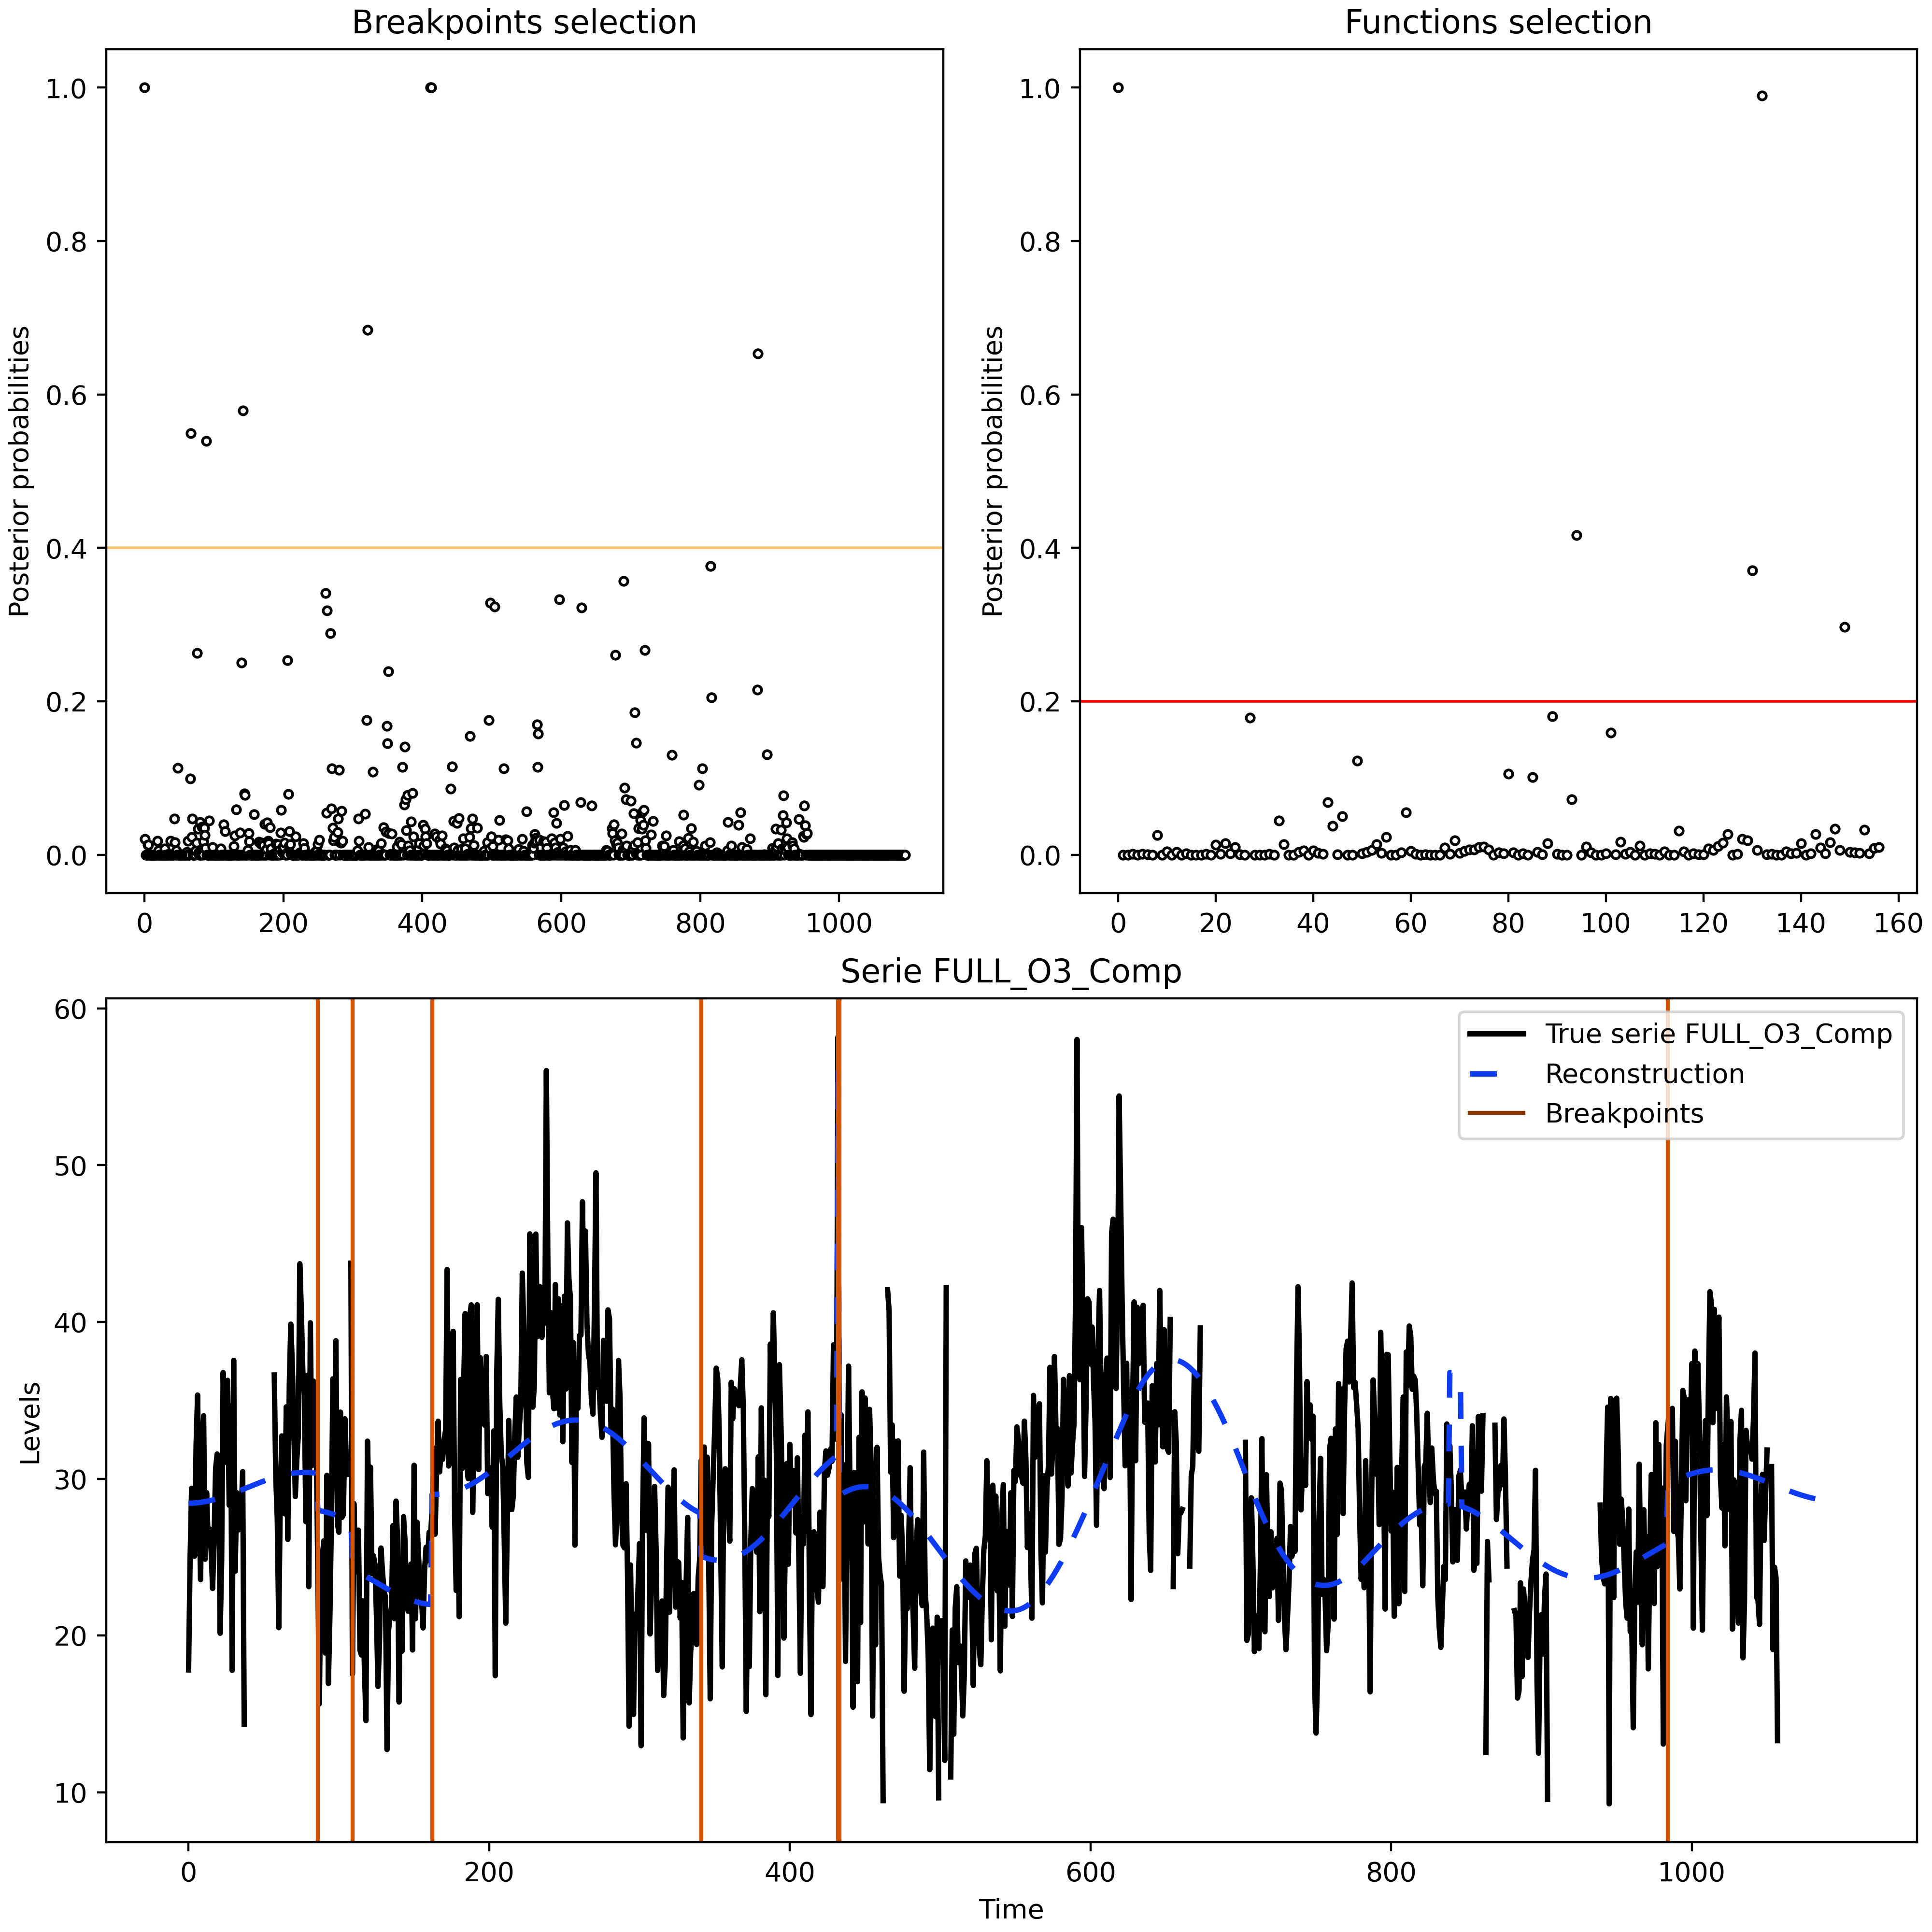 Breakpoints selection
Functions selection
Posterior probabilities
1.0
0.8
0.6
0.4
0.2
0.0
0 200 400 600 800 1000
Posterior probabilities
1.0
0.8
0.6
0.4
0.2
0.0
0 20 40 60 80 100 120 140 160
Serie FULL_O3_Comp
Levels
60
50
40
30
20
10
True serie FULL_O3_Comp
Reconstruction
Breakpoints
0 200 400 600 800 1000
Time